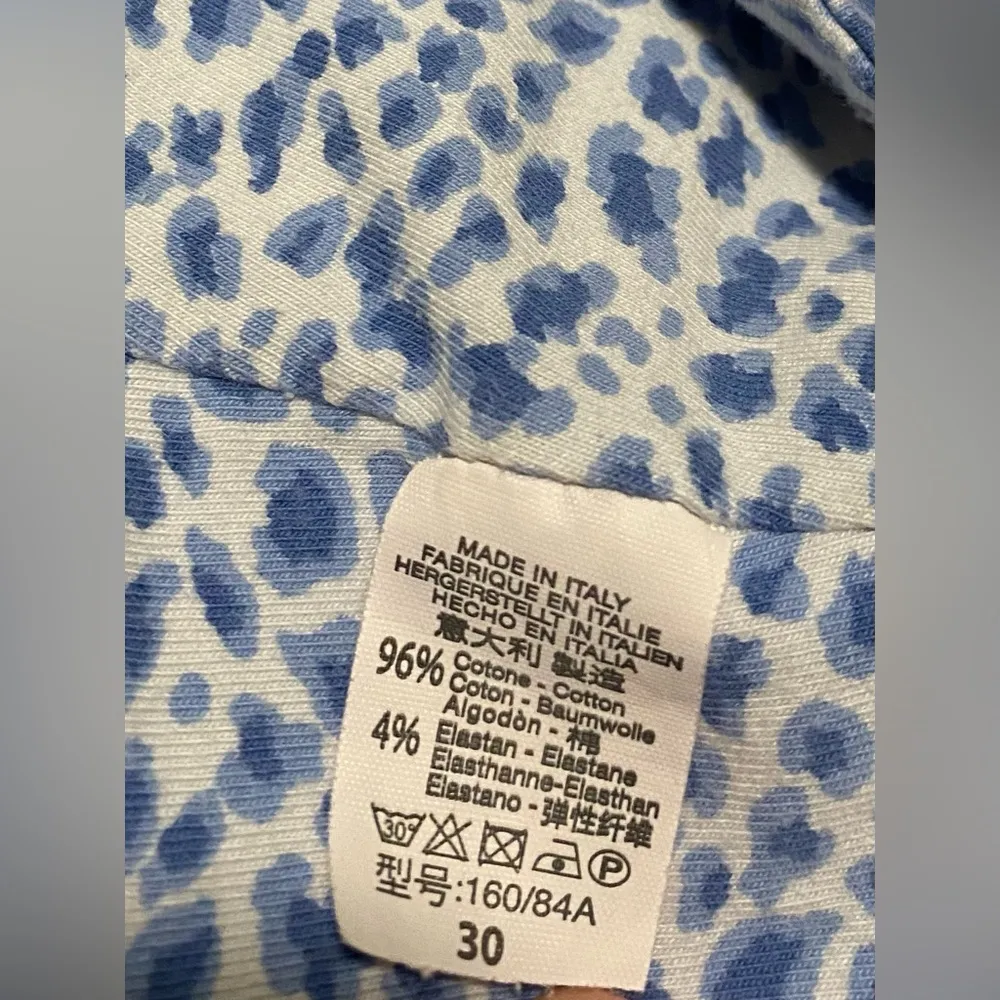 MADE IN ITALY
FABRIQUE EN ITALIE
HERGERSTELLT IN ITALIEN
HECHO EN ITALIA
意大利 製造
96% Cotone - Cotton
Coton - Baumwolle
Algodòn - 棉
4% Elastan - Elastane
Elasthanne-Elasthan
Elastano - 弹性纤维
30° P
型号:160/84A
30